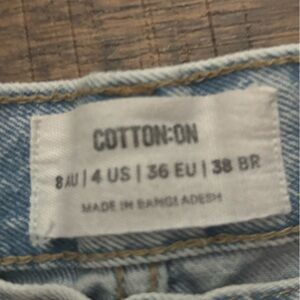 COTTON:ON
8 AU | 4 US | 36 EU | 38 BR
MADE IN BANGLADESH